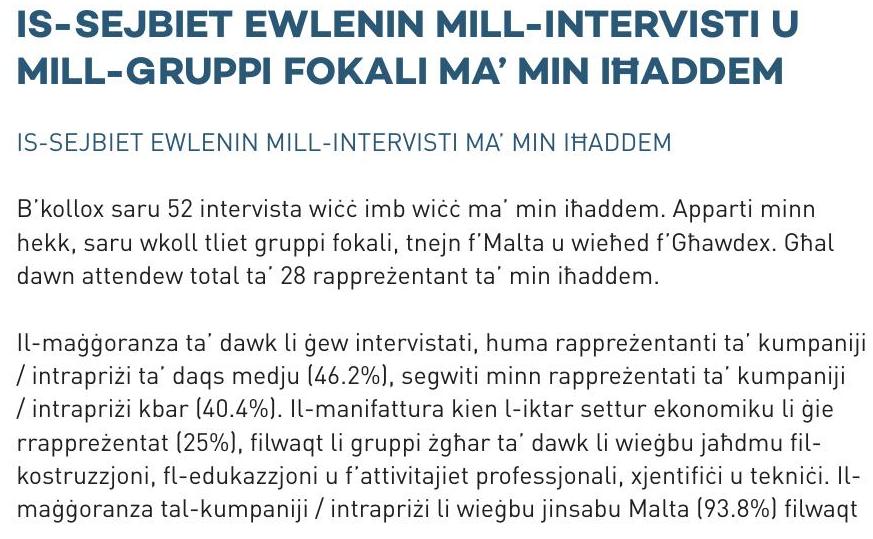 IS-SEJBIET EWLENIN MILL-INTERVISTI U
MILL-GRUPPI FOKALI MA’ MIN IĦADDEM
IS-SEJBIET EWLENIN MILL-INTERVISTI MA’ MIN IĦADDEM
B’kollox saru 52 intervista wiċċ imb wiċċ ma’ min iħaddem. Apparti minn
hekk, saru wkoll tliet gruppi fokali, tnejn f’Malta u wieħed f’Għawdex. Għal
dawn attendew total ta’ 28 rappreżentant ta’ min iħaddem.
Il-maġġoranza ta’ dawk li ġew intervistati, huma rappreżentanti ta’ kumpaniji
/ intrapriżi ta’ daqs medju (46.2%), segwiti minn rappreżentati ta’ kumpaniji
/ intrapriżi kbar (40.4%). Il-manifattura kien l-iktar settur ekonomiku li ġie
rrappreżentat (25%), filwaqt li gruppi żgħar ta’ dawk li wieġbu jaħdmu fil-
kostruzzjoni, fl-edukazzjoni u f’attivitajiet professjonali, xjentifiċi u tekniċi. Il-
maġġoranza tal-kumpaniji / intrapriżi li wieġbu jinsabu Malta (93.8%) filwaqt